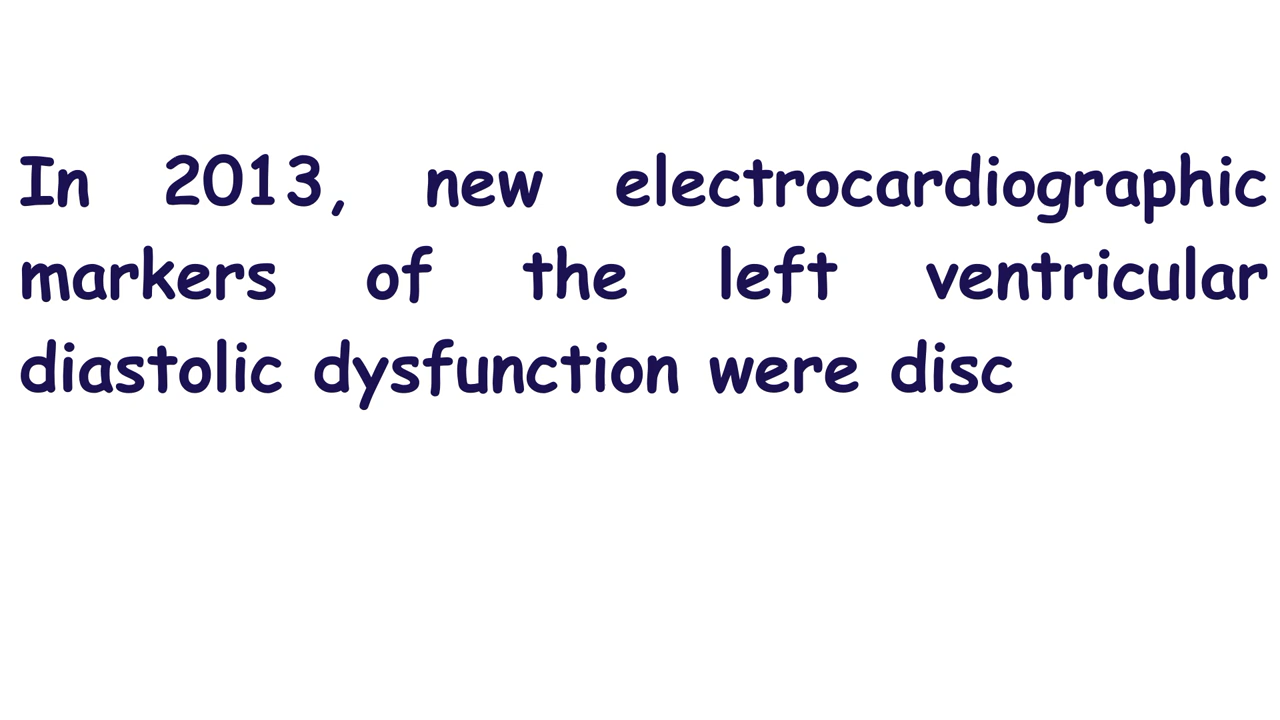 In 2013, new electrocardiographic
markers of the left ventricular
diastolic dysfunction were disc